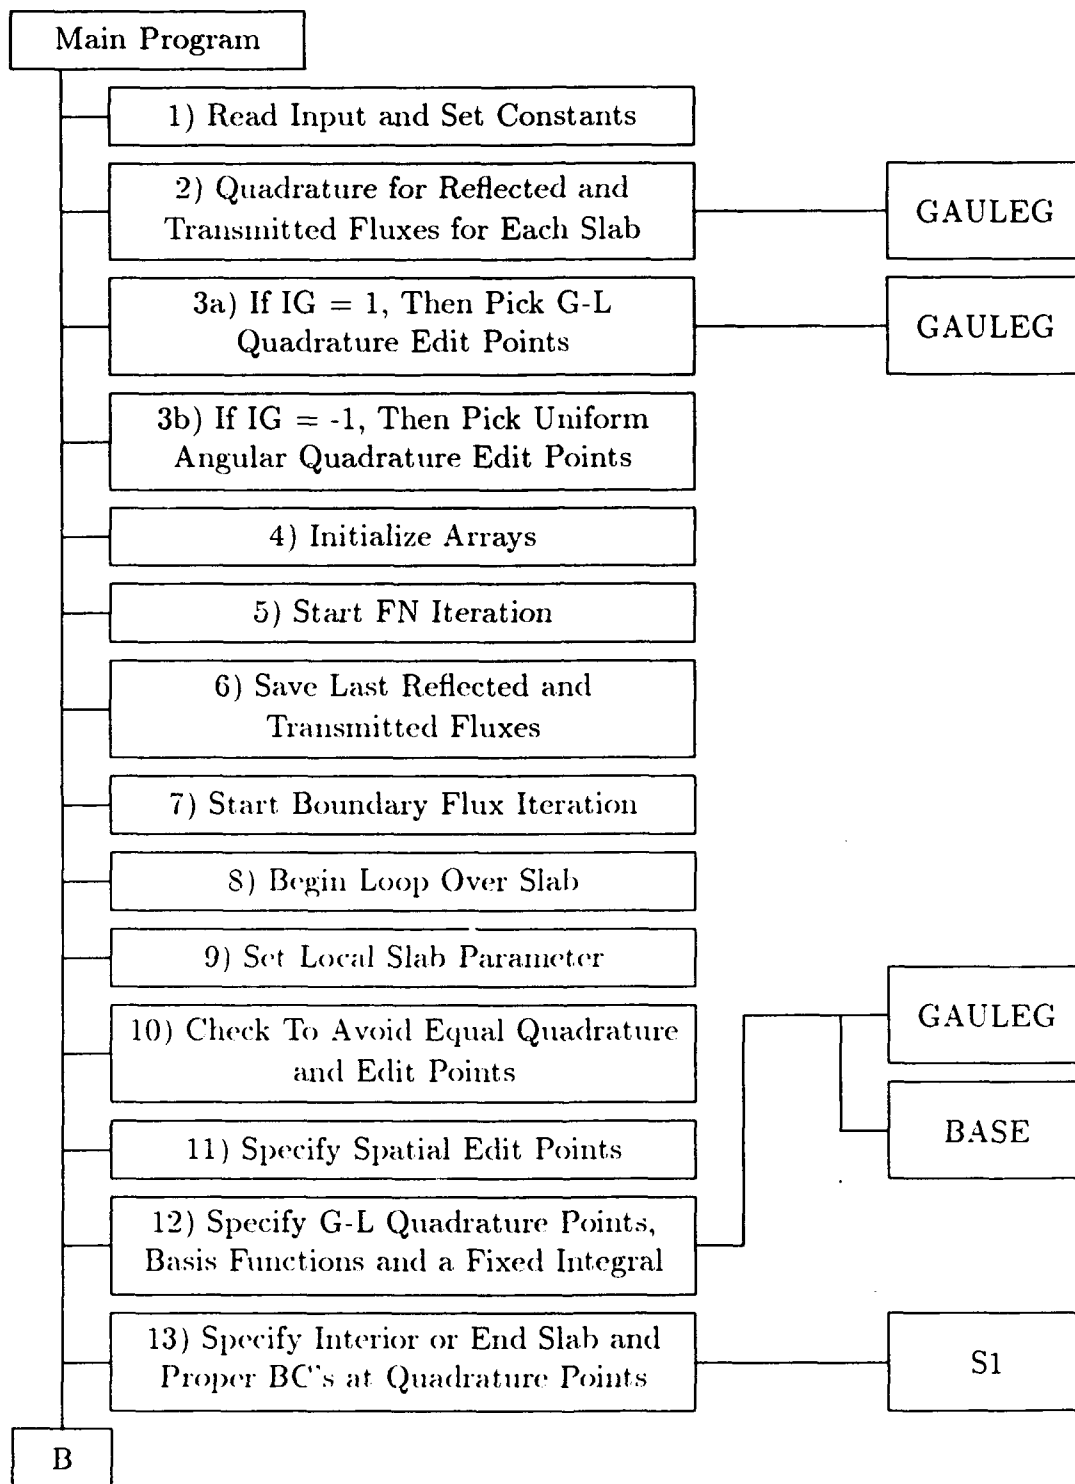 Main Program
1) Read Input and Set Constants
2) Quadrature for Reflected and
Transmitted Fluxes for Each Slab
GAULEG
3a) If IG = 1, Then Pick G-L
Quadrature Edit Points
GAULEG
3b) If IG = -1, Then Pick Uniform
Angular Quadrature Edit Points
4) Initialize Arrays
5) Start FN Iteration
6) Save Last Reflected and
Transmitted Fluxes
7) Start Boundary Flux Iteration
8) Begin Loop Over Slab
9) Set Local Slab Parameter
10) Check To Avoid Equal Quadrature
and Edit Points
GAULEG
BASE
11) Specify Spatial Edit Points
12) Specify G-L Quadrature Points,
Basis Functions and a Fixed Integral
13) Specify Interior or End Slab and
Proper BC's at Quadrature Points
S1
B